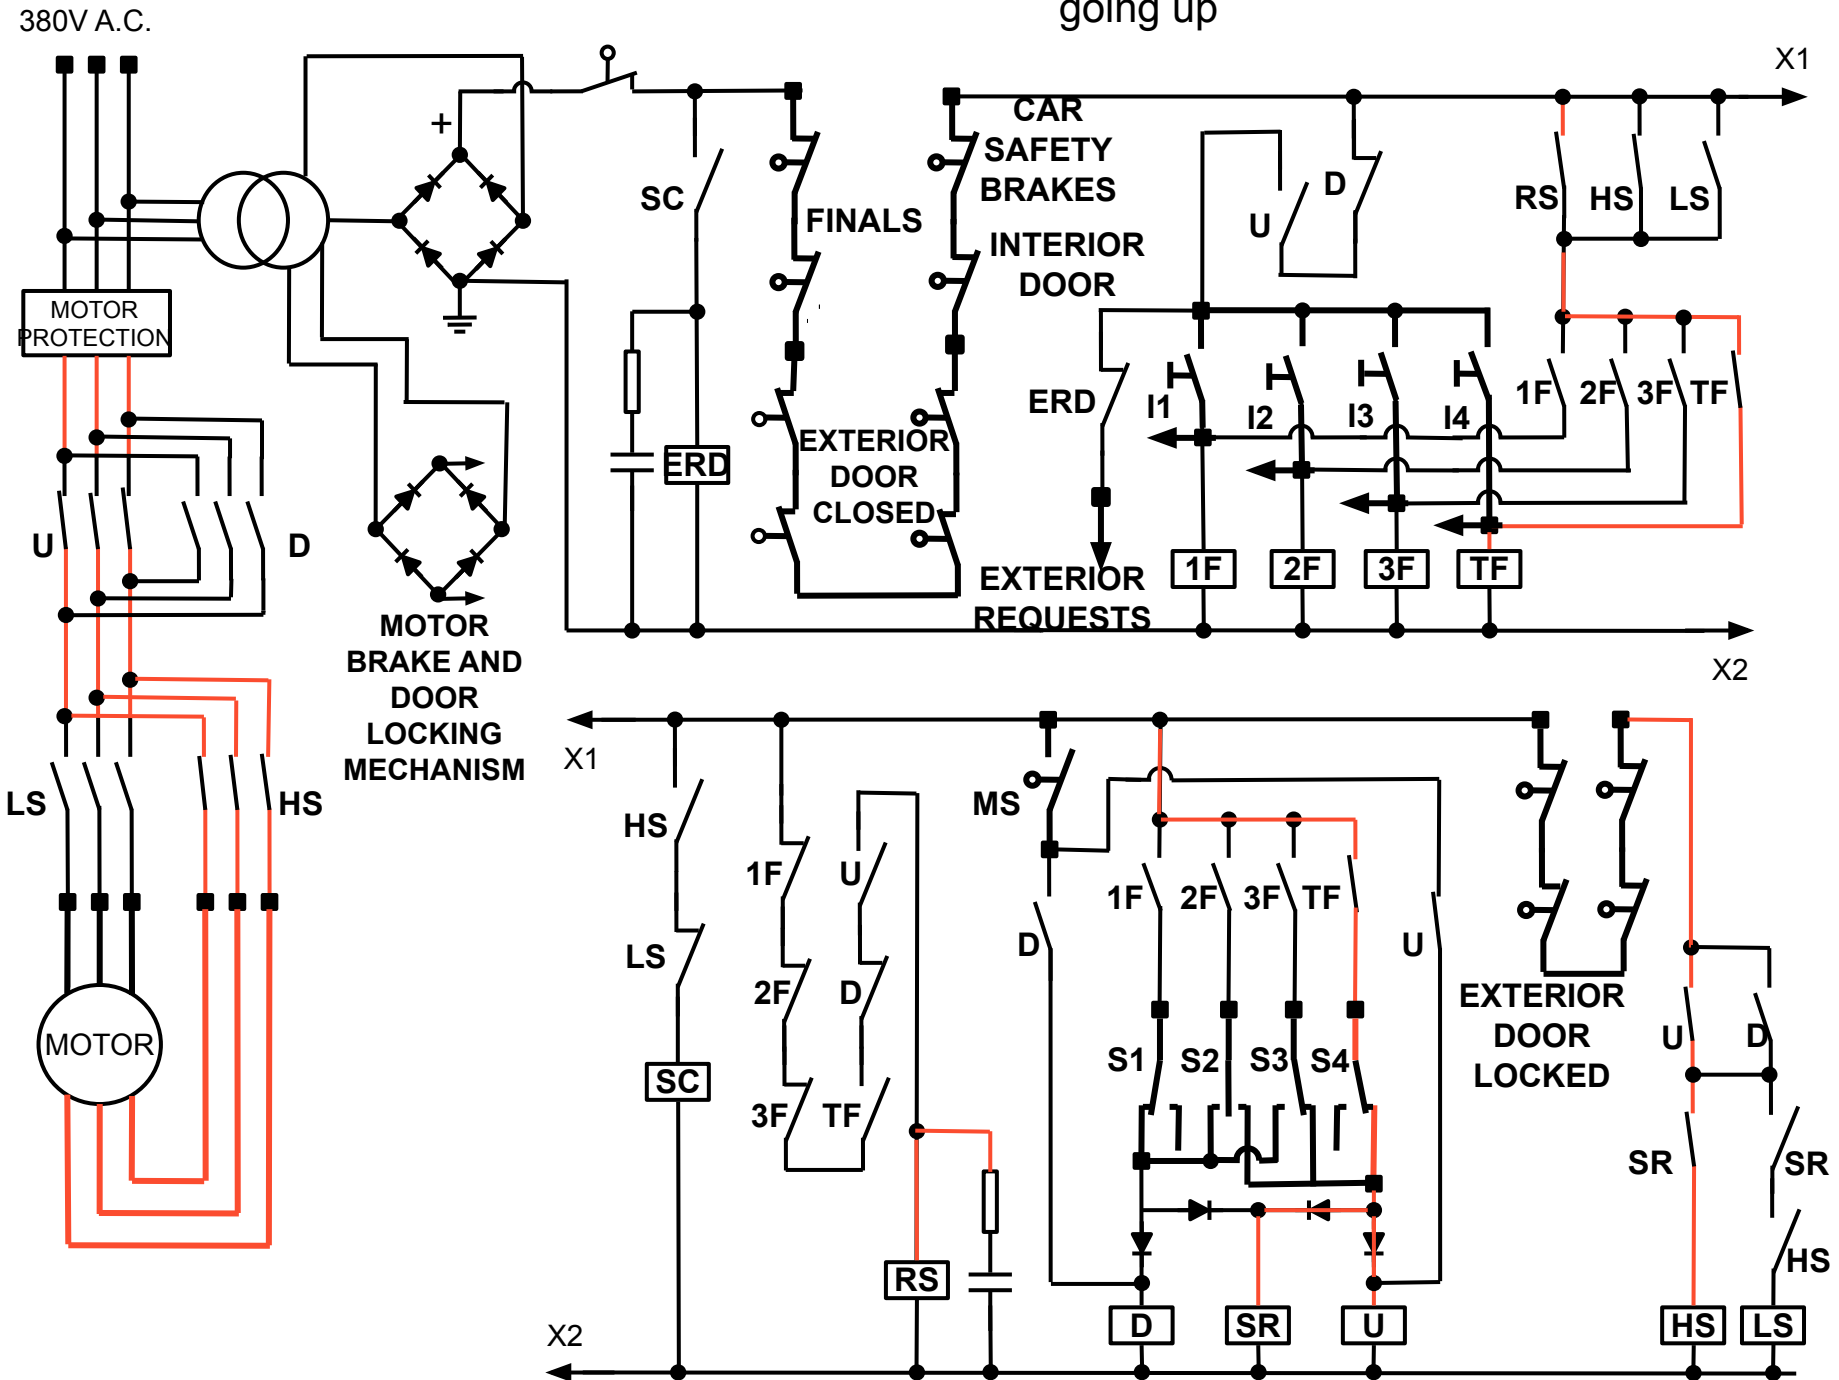 going up
380V A.C.
X1
+
CAR
SAFETY
BRAKES
SC
FINALS
U
D
RS
HS
LS
INTERIOR
DOOR
MOTOR
PROTECTION
ERD
I1
I2
I3
I4
1F
2F
3F
TF
ERD
EXTERIOR
DOOR
CLOSED
U
D
EXTERIOR
REQUESTS
1F
2F
3F
TF
MOTOR
BRAKE AND
DOOR
LOCKING
MECHANISM
X2
X1
LS
HS
HS
MS
1F
U
1F
2F
3F
TF
D
U
LS
2F
D
EXTERIOR
DOOR
LOCKED
U
D
MOTOR
S1
S2
S3
S4
SC
3F
TF
SR
SR
HS
RS
D
SR
U
HS
LS
X2